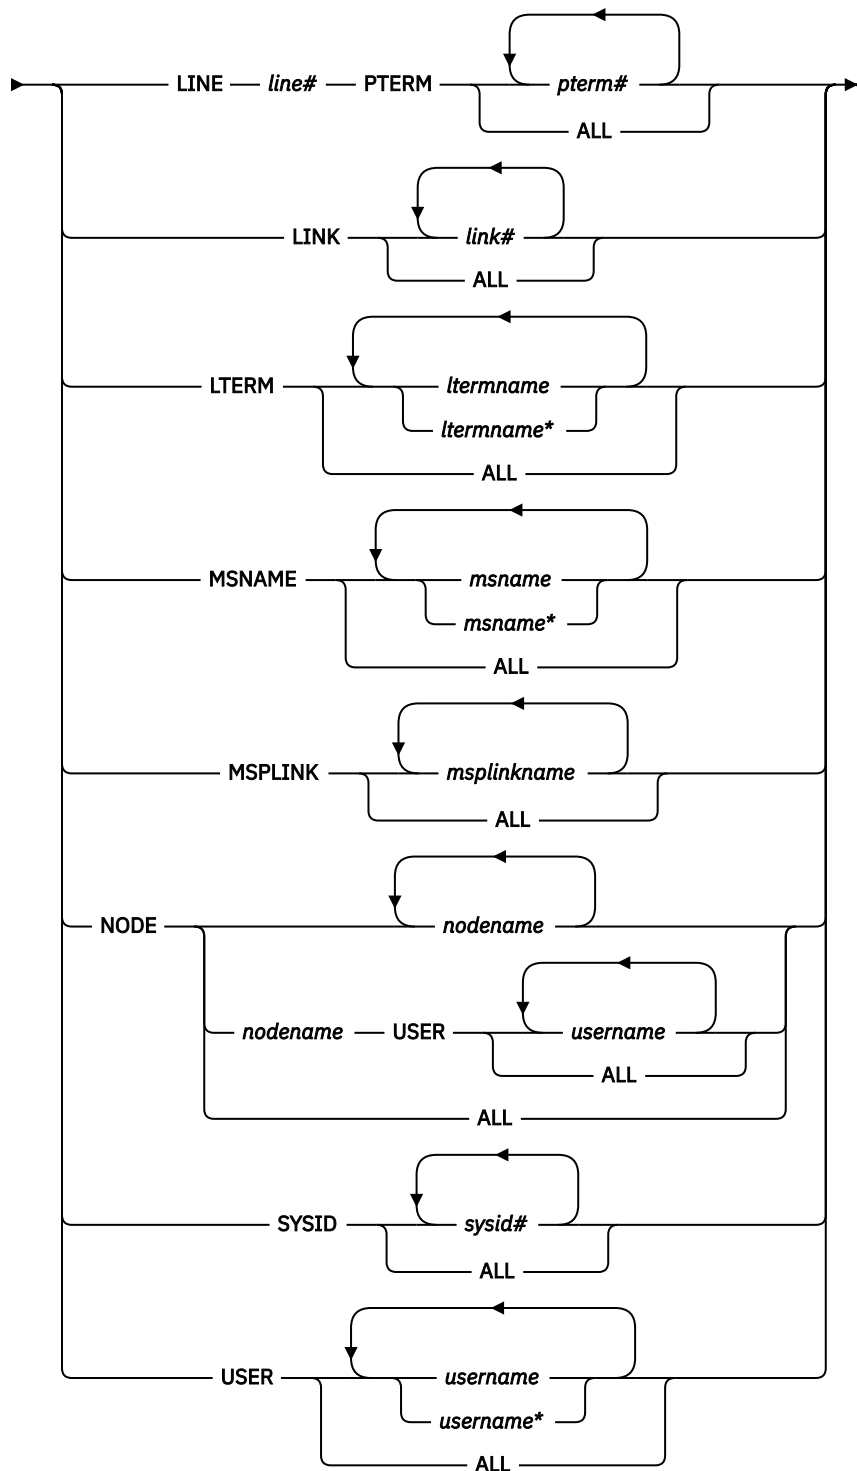 LINE line# PTERM pterm#
ALL
LINK link#
ALL
LTERM ltermname
ltermname*
ALL
MSNAME msname
msname*
ALL
MSPLINK msplinkname
ALL
NODE nodename
nodename USER username
ALL
ALL
SYSID sysid#
ALL
USER username
username*
ALL